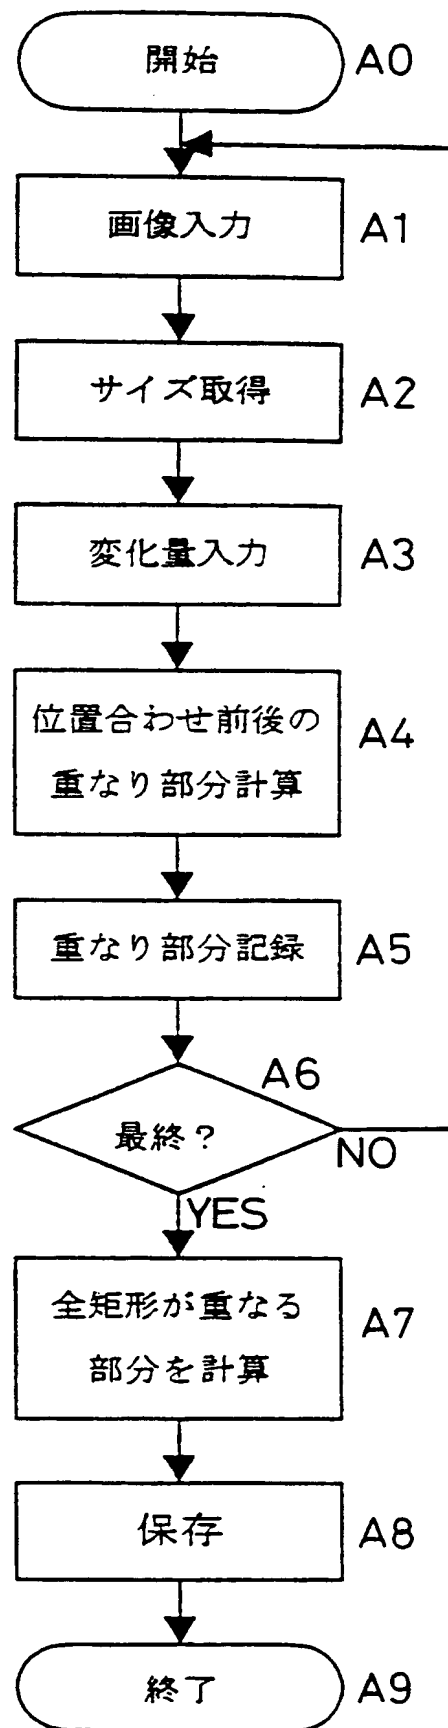 開始 A0
画像入力 A1
サイズ取得 A2
変化量入力 A3
位置合わせ前後の
重なり部分計算 A4
重なり部分記録 A5
A6
最終？
NO
YES
全矩形が重なる
部分を計算 A7
保存 A8
終了 A9